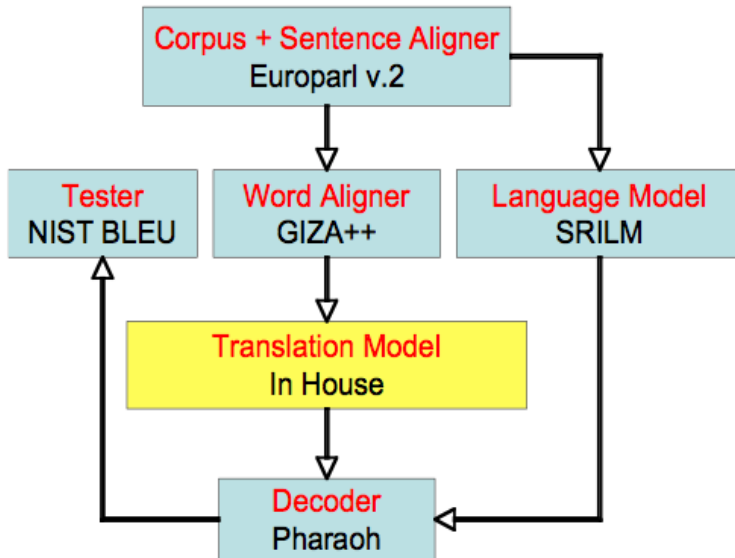 Corpus + Sentence Aligner
Europarl v.2
Tester
NIST BLEU
Word Aligner
GIZA++
Language Model
SRILM
Translation Model
In House
Decoder
Pharaoh